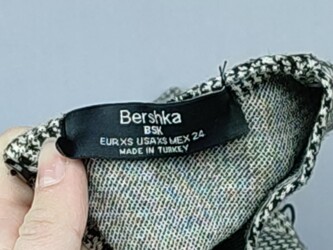 Bershka
BSK
EUR XS USA XS MEX 24
MADE IN TURKEY